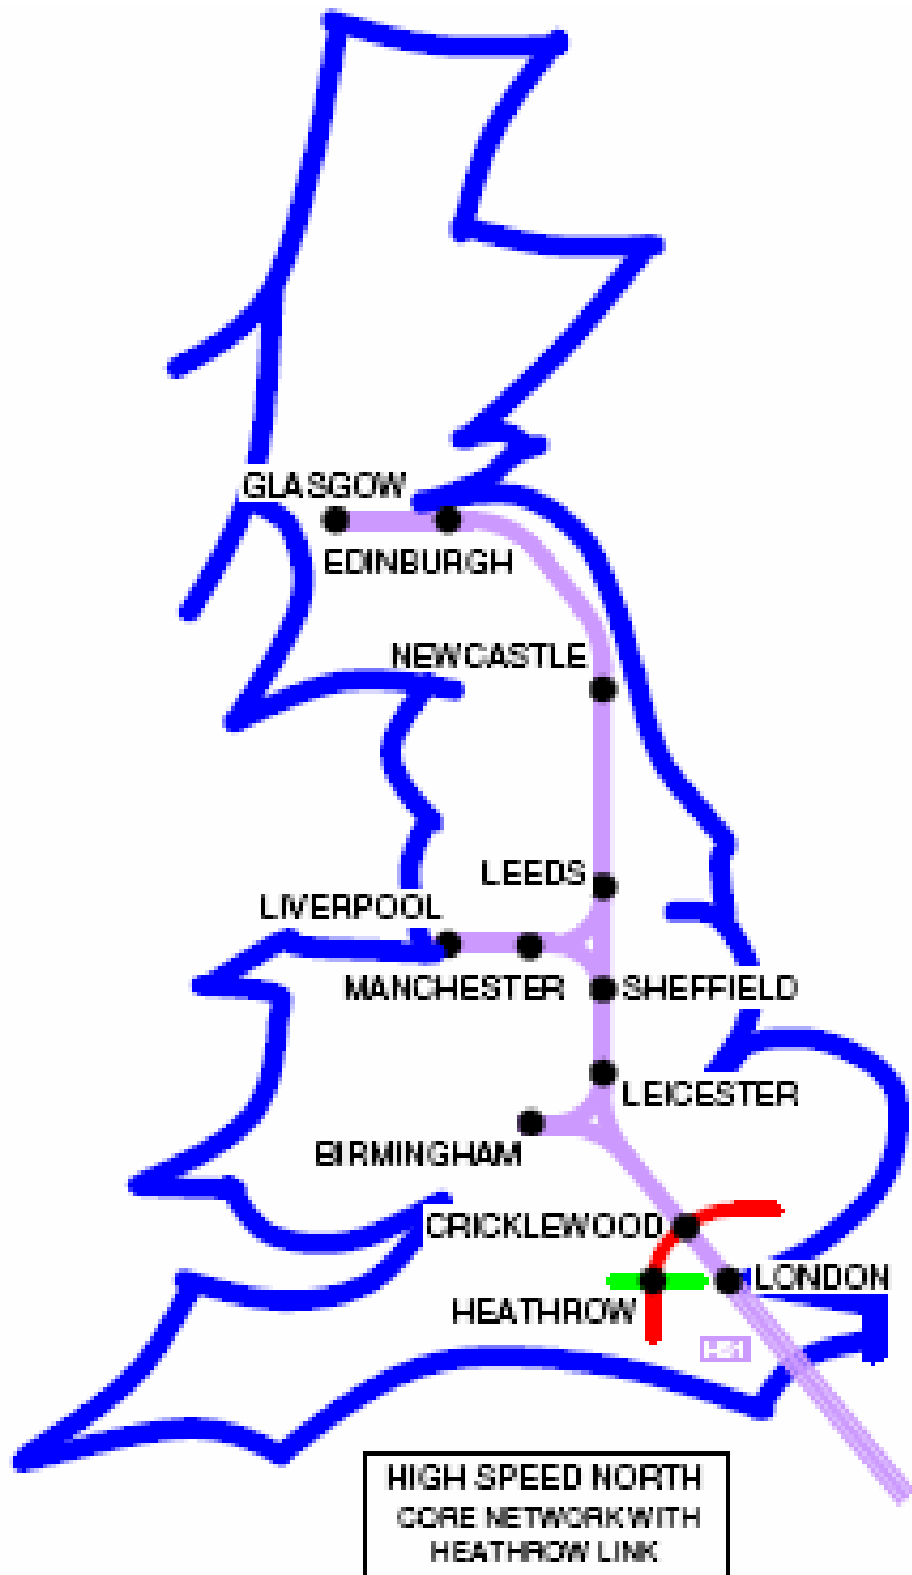 GLASGOW
EDINBURGH
NEWCASTLE
LEEDS
LIVERPOOL
MANCHESTER
SHEFFIELD
LEICESTER
BIRMINGHAM
CRICKLEWOOD
LONDON
HEATHROW
HS1
HIGH SPEED NORTH
CORE NETWORK WITH
HEATHROW LINK